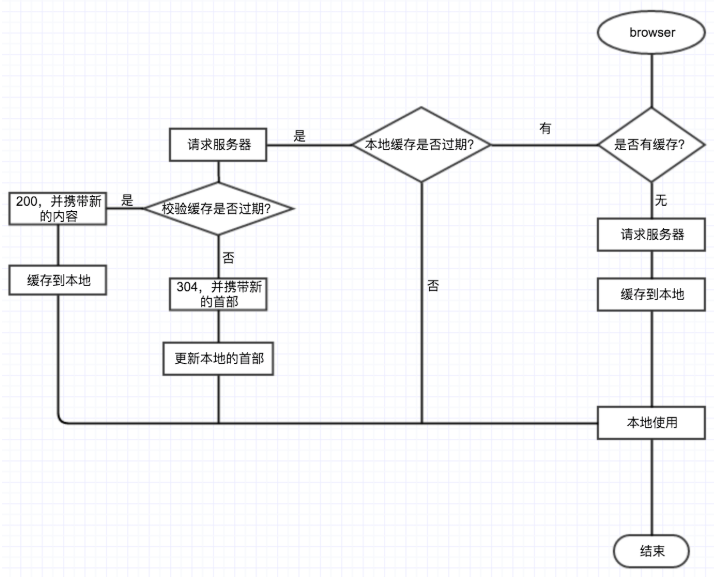 browser
是否有缓存?
有
本地缓存是否过期?
是
请求服务器
无
请求服务器
缓存到本地
校验缓存是否过期?
是
200，并携带新
的内容
缓存到本地
否
304，并携带新
的首部
更新本地的首部
否
本地使用
结束